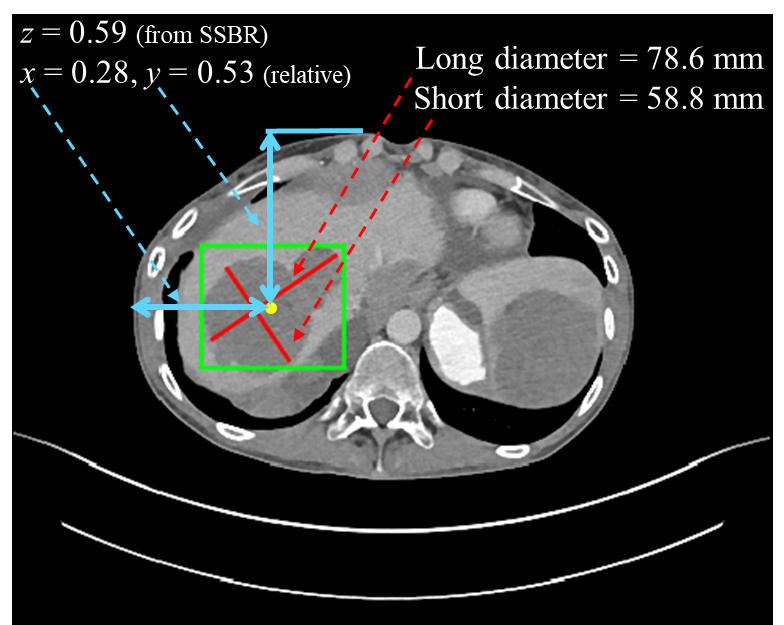 z = 0.59 (from SSBR)
x = 0.28, y = 0.53 (relative)
Long diameter = 78.6 mm
Short diameter = 58.8 mm